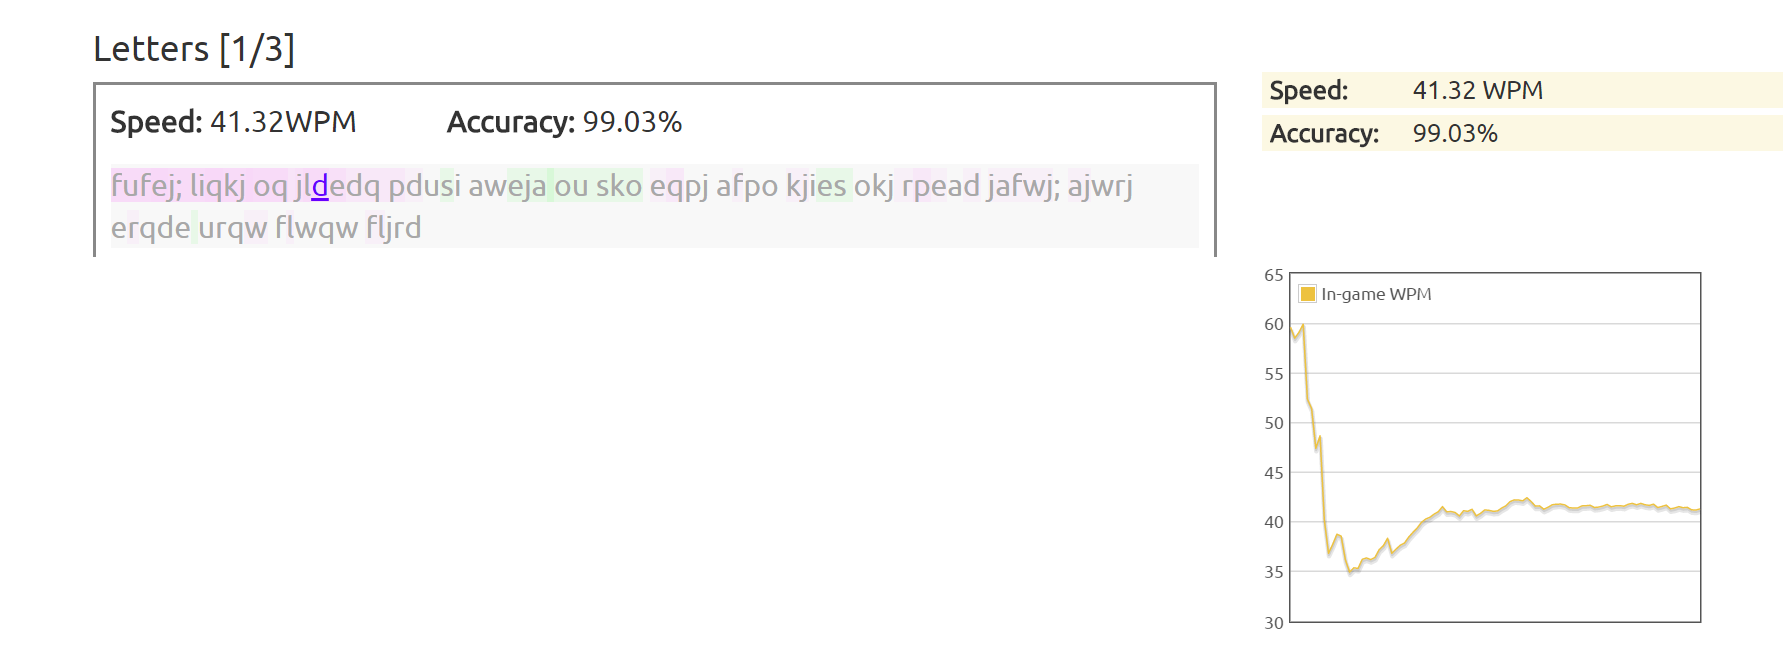 Letters [1/3]
Speed: 41.32WPM Accuracy: 99.03%
fufej; liqkj oq jldedq pdusi aweja ou sko eqpj afpo kjies okj rpead jafwj; ajwrj
erqde urqw flwqw fljrd
Speed: 41.32 WPM
Accuracy: 99.03%
In-game WPM
65
60
55
50
45
40
35
30